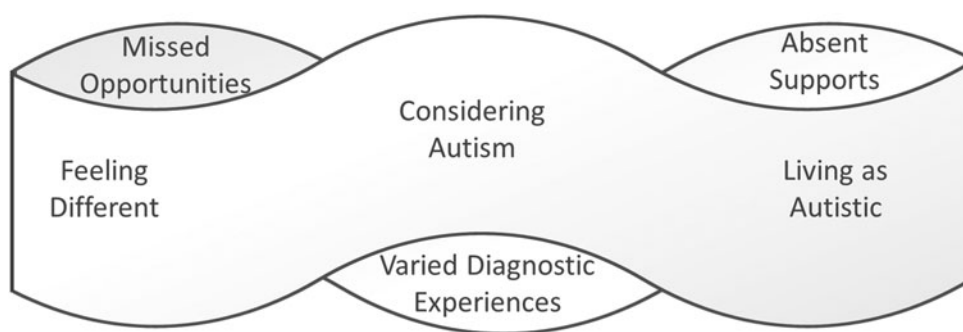 Missed
Opportunities
Absent
Supports
Considering
Autism
Feeling
Different
Living as
Autistic
Varied Diagnostic
Experiences